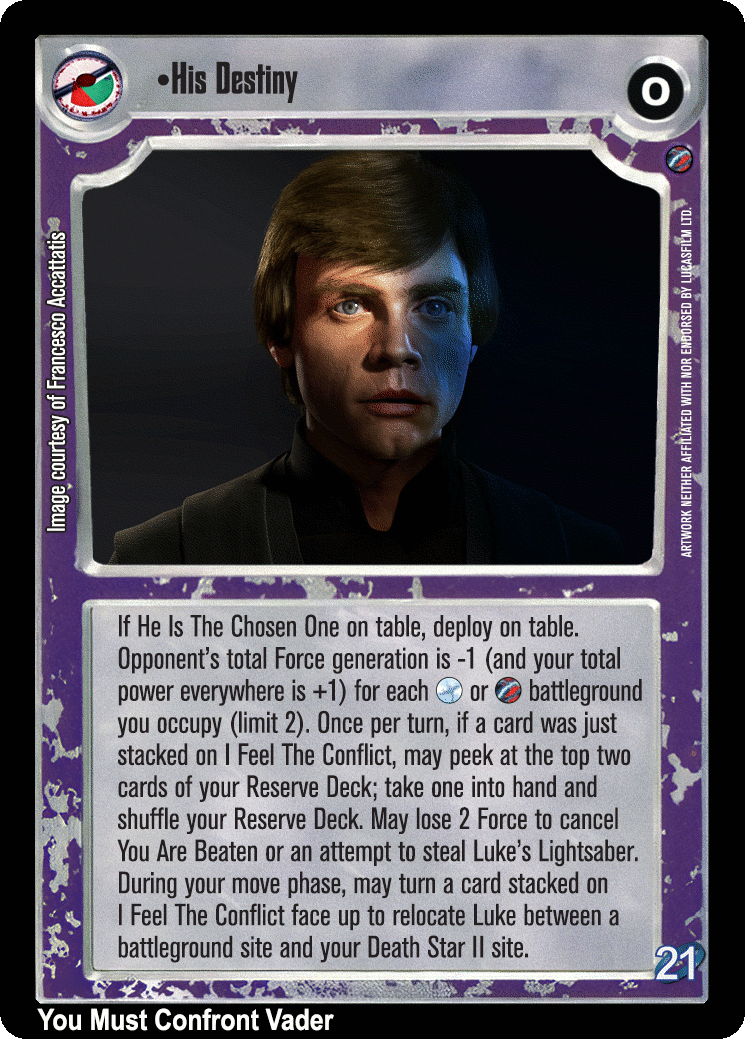 •His Destiny
0
Image courtesy of Francesco Accattatis
ARTWORK NEITHER AFFILIATED WITH NOR ENDORSED BY LUCASFILM LTD.
If He Is The Chosen One on table, deploy on table.
Opponent's total Force generation is -1 (and your total
power everywhere is +1) for each or battleground
you occupy (limit 2). Once per turn, if a card was just
stacked on I Feel The Conflict, may peek at the top two
cards of your Reserve Deck; take one into hand and
shuffle your Reserve Deck. May lose 2 Force to cancel
You Are Beaten or an attempt to steal Luke's Lightsaber.
During your move phase, may turn a card stacked on
I Feel The Conflict face up to relocate Luke between a
battleground site and your Death Star II site.
21
You Must Confront Vader